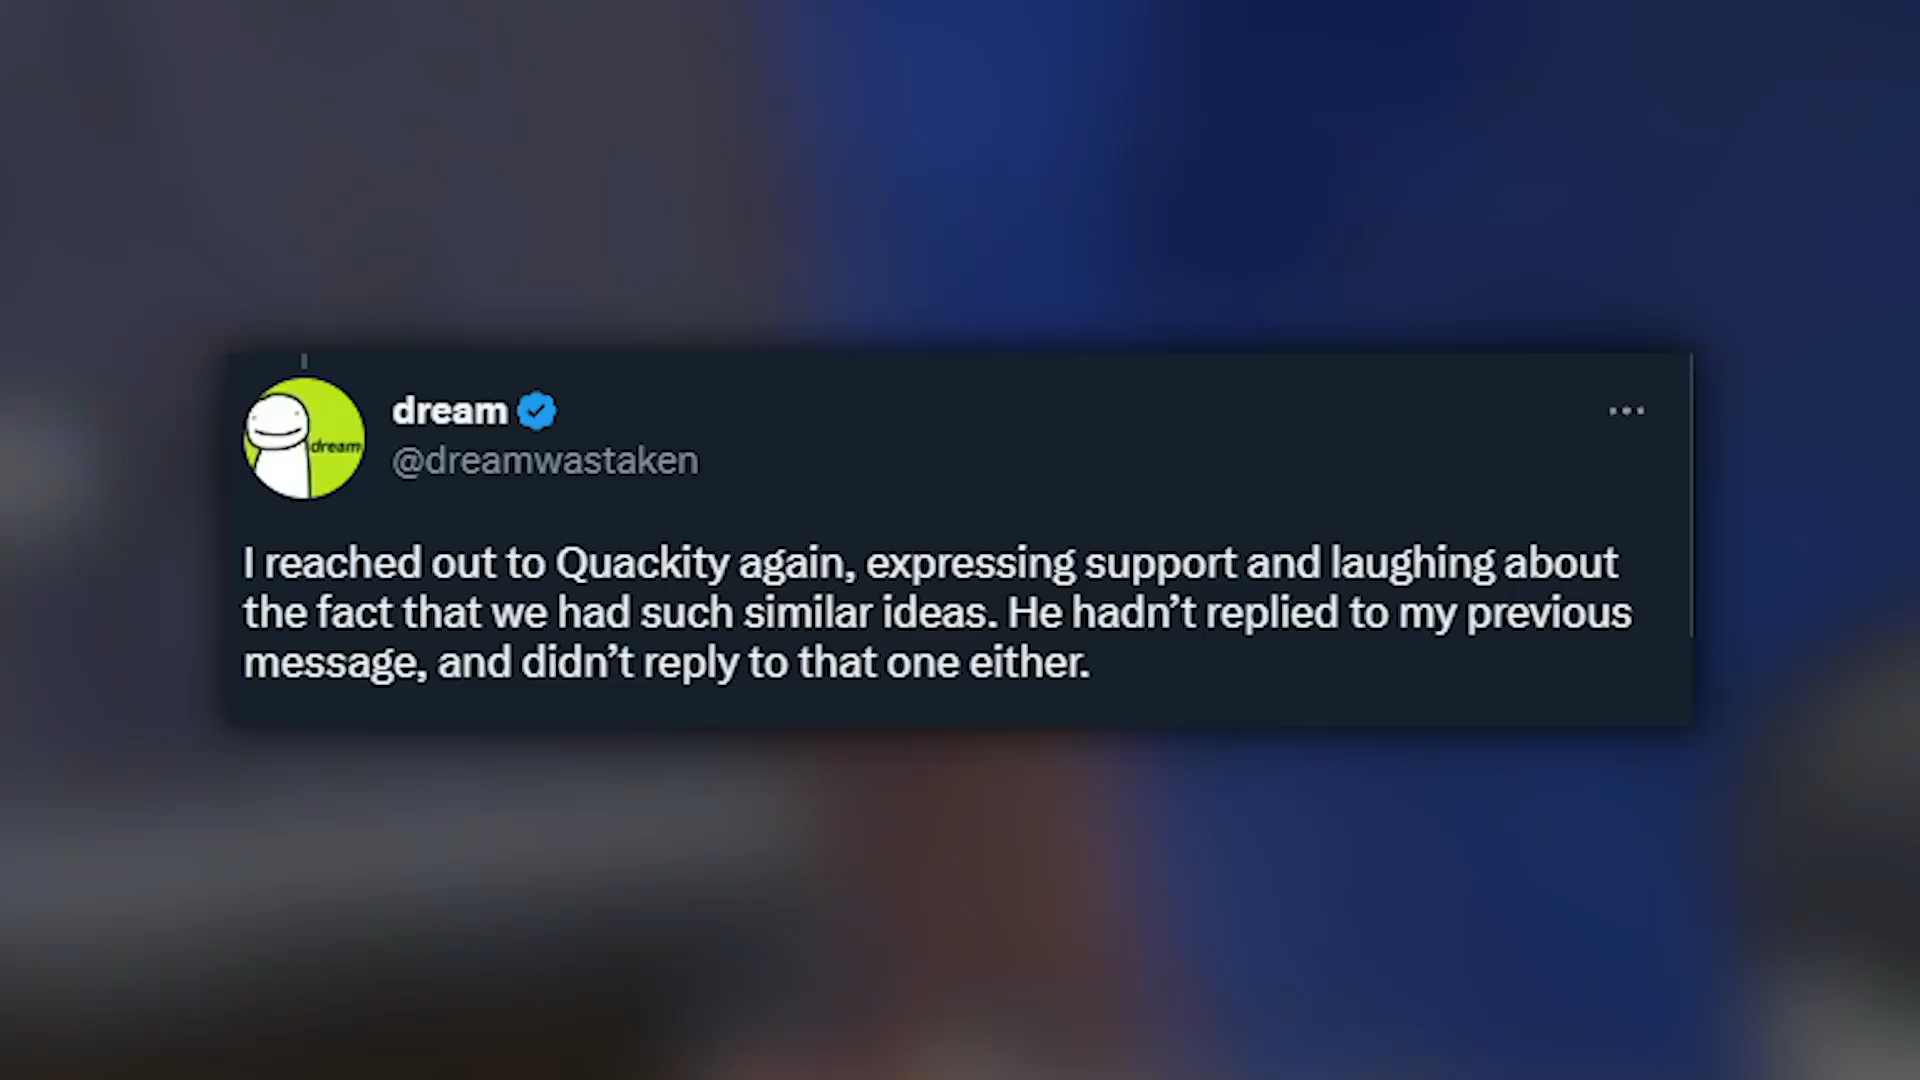 dream
@dreamwastaken
dream
I reached out to Quackity again, expressing support and laughing about
the fact that we had such similar ideas. He hadn’t replied to my previous
message, and didn’t reply to that one either.